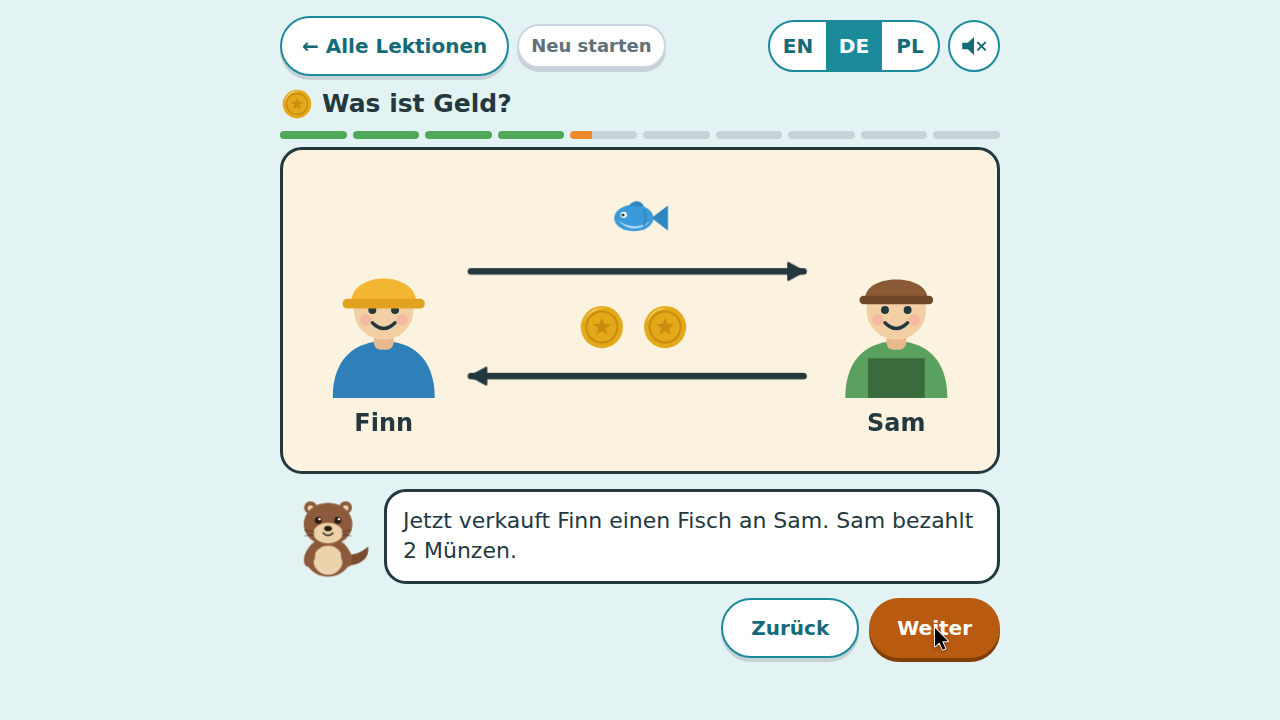 ← Alle Lektionen
Neu starten
EN DE PL
Was ist Geld?
Finn
Sam
Jetzt verkauft Finn einen Fisch an Sam. Sam bezahlt
2 Münzen.
Zurück
Weiter